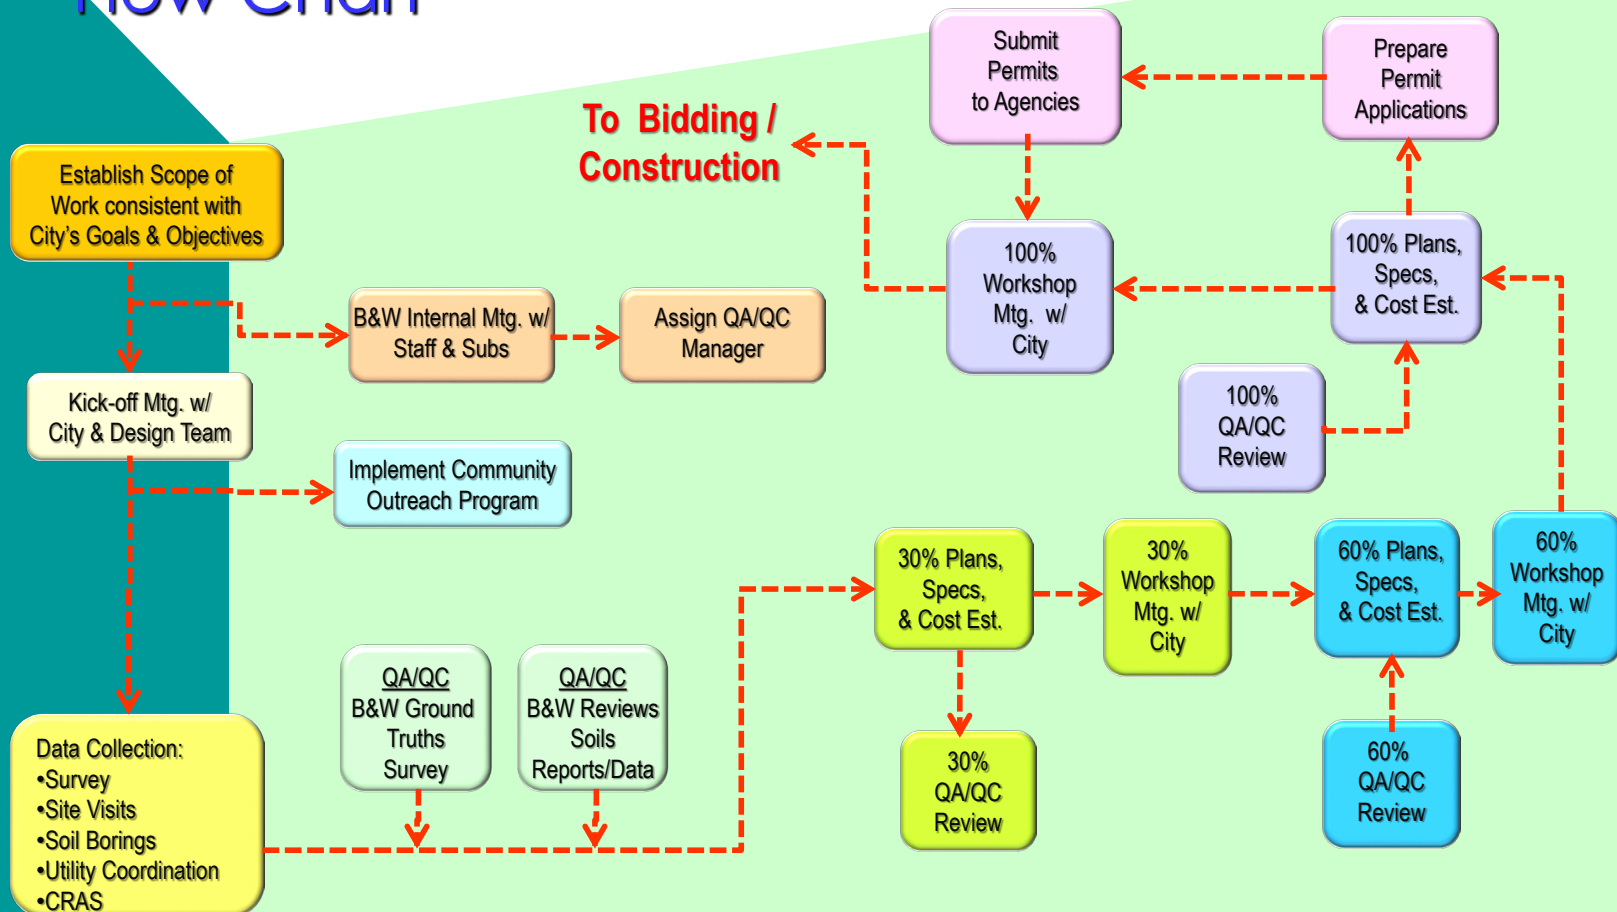 Flow Chart
Submit
Permits
to Agencies
Prepare
Permit
Applications
To Bidding /
Construction
Establish Scope of
Work consistent with
City's Goals & Objectives
100%
Workshop
Mtg. w/
City
100% Plans,
Specs,
& Cost Est.
B&W Internal Mtg. w/
Staff & Subs
Assign QA/QC
Manager
Kick-off Mtg. w/
City & Design Team
100%
QA/QC
Review
Implement Community
Outreach Program
30% Plans,
Specs,
& Cost Est.
30%
Workshop
Mtg. w/
City
60% Plans,
Specs,
& Cost Est.
60%
Workshop
Mtg. w/
City
QA/QC
B&W Ground
Truths
Survey
QA/QC
B&W Reviews
Soils
Reports/Data
Data Collection:
•Survey
•Site Visits
•Soil Borings
•Utility Coordination
•CRAS
30%
QA/QC
Review
60%
QA/QC
Review